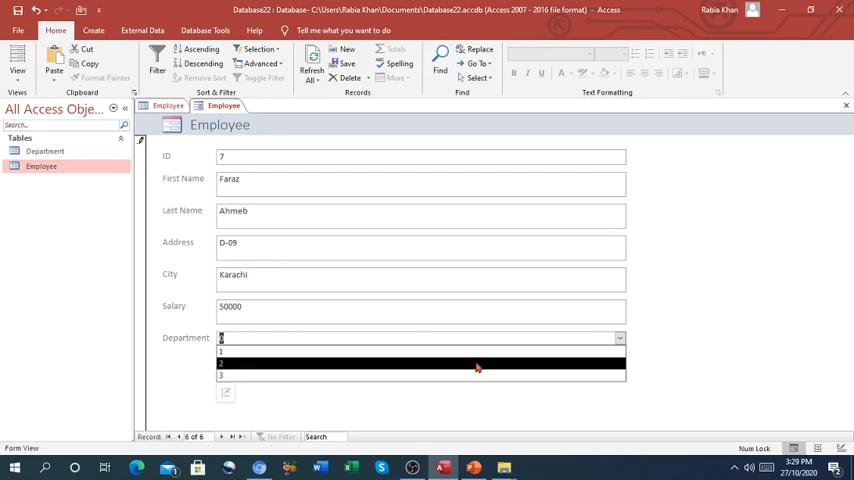 Database22 : Database- C:\Users\Rabia Khan\Documents\Database22.accdb (Access 2007 - 2016 file format) - Access
Rabia Khan
File Home Create External Data Database Tools Help Tell me what you want to do
View
Views
Paste
Cut
Copy
Format Painter
Clipboard
Filter
Ascending
Descending
Remove Sort
Selection
Advanced
Toggle Filter
Sort & Filter
Refresh All
New
Save
Delete
Totals
Spelling
More
Records
Find
Replace
Go To
Select
Find
Text Formatting
All Access Obje...
Search...
Tables
Department
Employee
Employee Employee
Employee
ID 7
First Name Faraz
Last Name Ahmeb
Address D-09
City Karachi
Salary 50000
Department 0
1
2
3
Record: 6 of 6 No Filter Search
Form View Num Lock
3:29 PM
27/10/2020